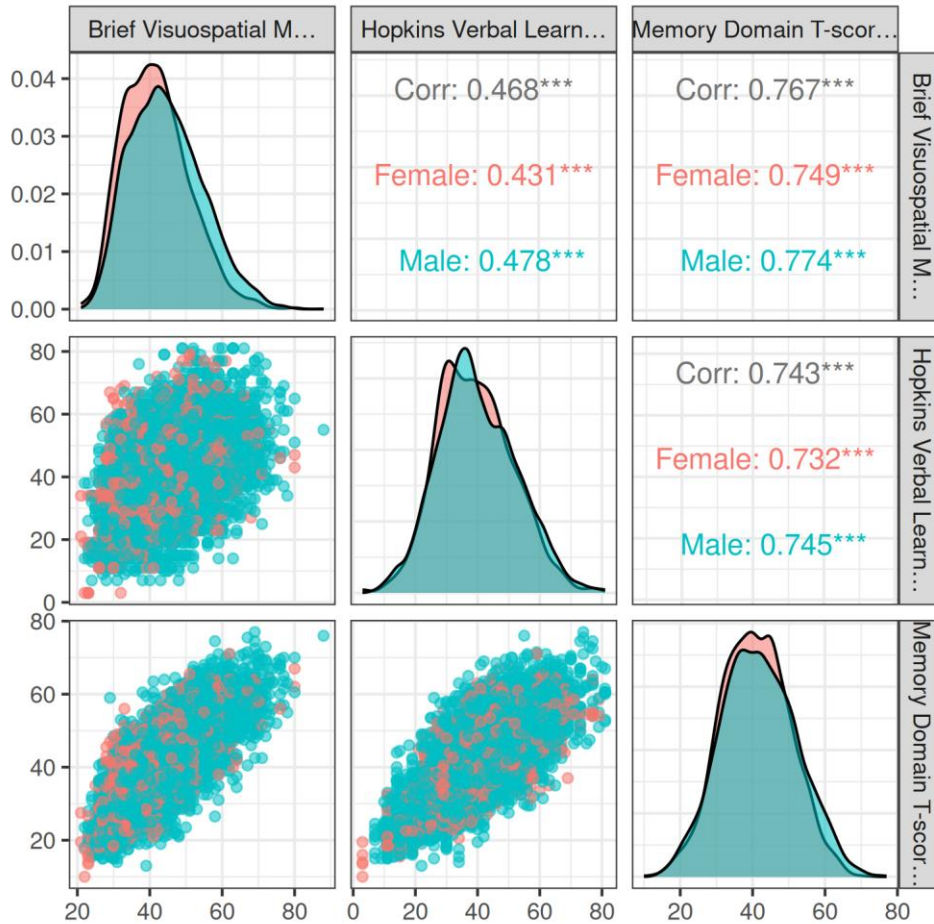 Brief Visuospatial M…
Hopkins Verbal Learn…
Memory Domain T-scor…
0.04
0.03
0.02
0.01
0.00
Corr: 0.468***
Female: 0.431***
Male: 0.478***
Corr: 0.767***
Female: 0.749***
Male: 0.774***
Brief Visuospatial M…
80
60
40
20
0
Corr: 0.743***
Female: 0.732***
Male: 0.745***
Hopkins Verbal Learn…
80
60
40
20
Memory Domain T-scor…
20 40 60 80
0 20 40 60 80
20 40 60 80